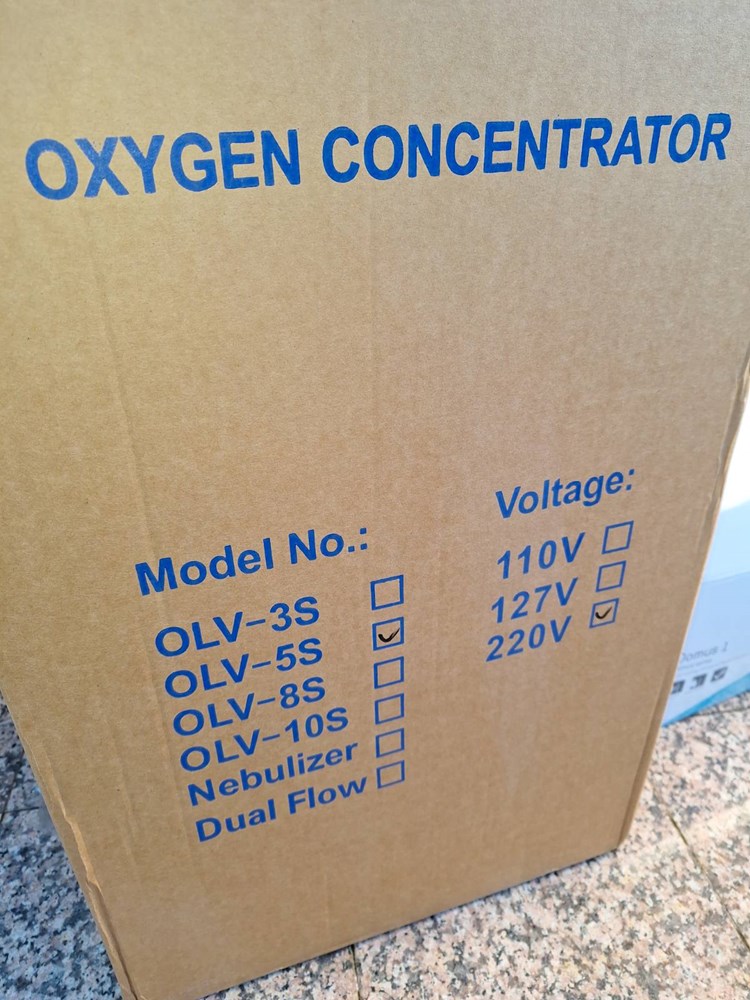 OXYGEN CONCENTRATOR
Model No.:
OLV-3S
OLV-5S
OLV-8S
OLV-10S
Nebulizer
Dual Flow
Voltage:
110V
127V
220V